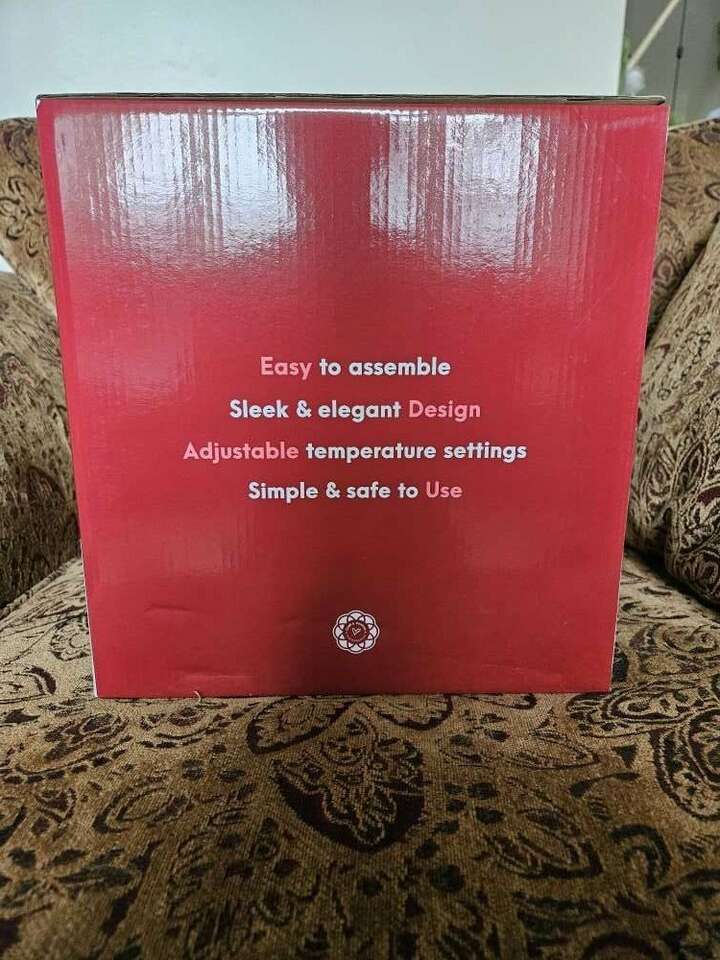 Easy to assemble
Sleek & elegant Design
Adjustable temperature settings
Simple & safe to Use